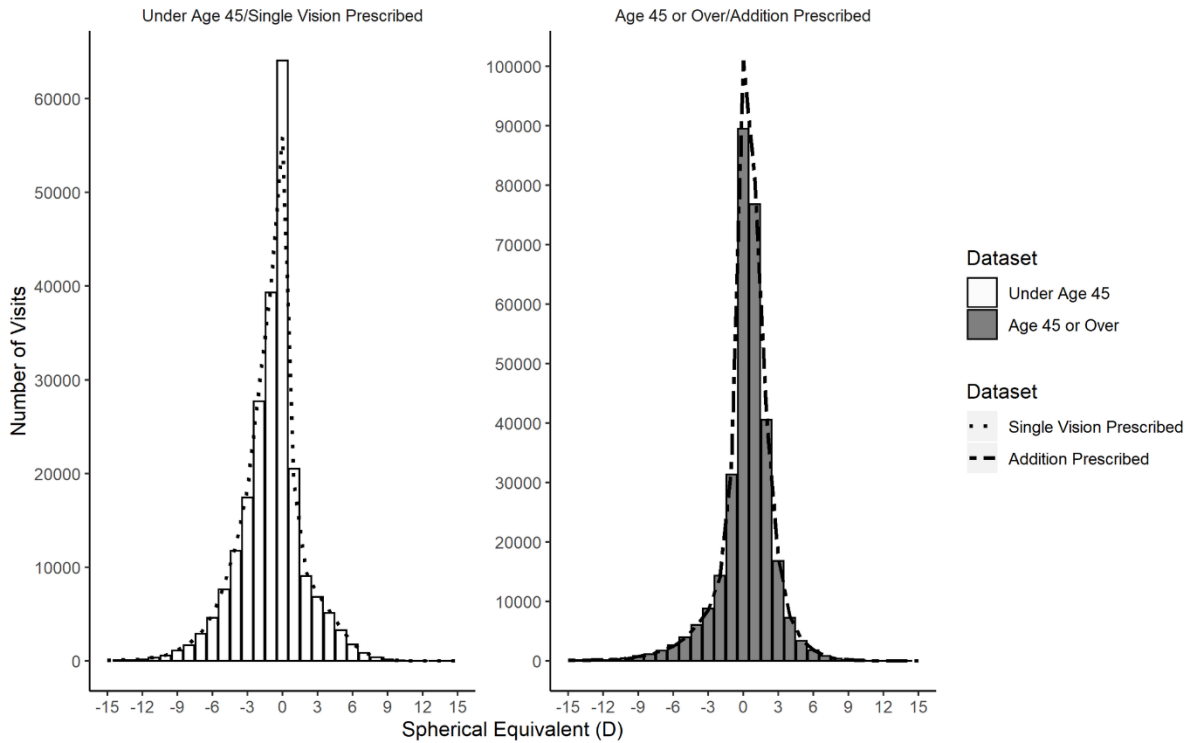 Under Age 45/Single Vision Prescribed
Age 45 or Over/Addition Prescribed
Number of Visits
60000
50000
40000
30000
20000
10000
0
-15 -12 -9 -6 -3 0 3 6 9 12 15
100000
90000
80000
70000
60000
50000
40000
30000
20000
10000
0
-15 -12 -9 -6 -3 0 3 6 9 12 15
Spherical Equivalent (D)
Dataset
Under Age 45
Age 45 or Over
Dataset
Single Vision Prescribed
Addition Prescribed